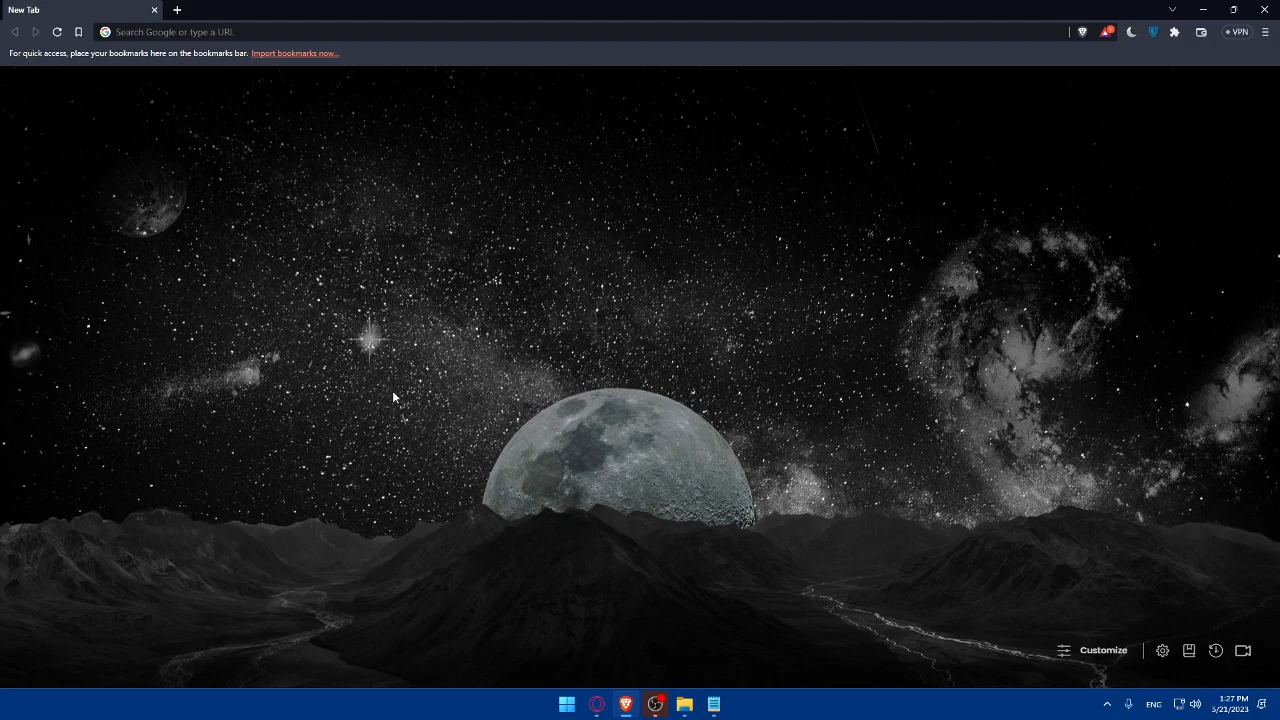 New Tab
Search Google or type a URL
VPN
For quick access, place your bookmarks here on the bookmarks bar. Import bookmarks now...
Customize
ENG
1:27 PM
5/21/2023